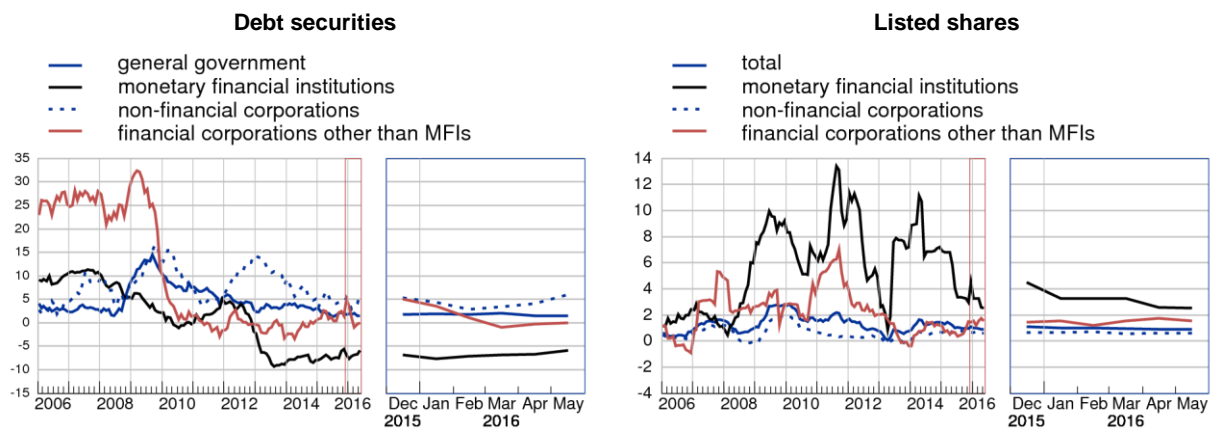 Debt securities
general government
monetary financial institutions
non-financial corporations
financial corporations other than MFIs
35
30
25
20
15
10
5
0
-5
-10
-15
2006 2008 2010 2012 2014 2016
Dec Jan Feb Mar Apr May
2015 2016
Listed shares
total
monetary financial institutions
non-financial corporations
financial corporations other than MFIs
14
12
10
8
6
4
2
0
-2
-4
2006 2008 2010 2012 2014 2016
Dec Jan Feb Mar Apr May
2015 2016